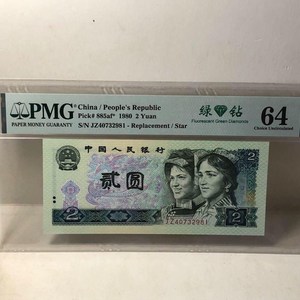 PMG
PAPER MONEY GUARANTY
China / People's Republic
Pick# 885af* 1980 2 Yuan
S/N JZ40732981 - Replacement / Star
绿 钻
Fluorescent Green Diamonds
64
Choice Uncirculated
中国人民银行
2
贰圆
2
2
JZ40732981